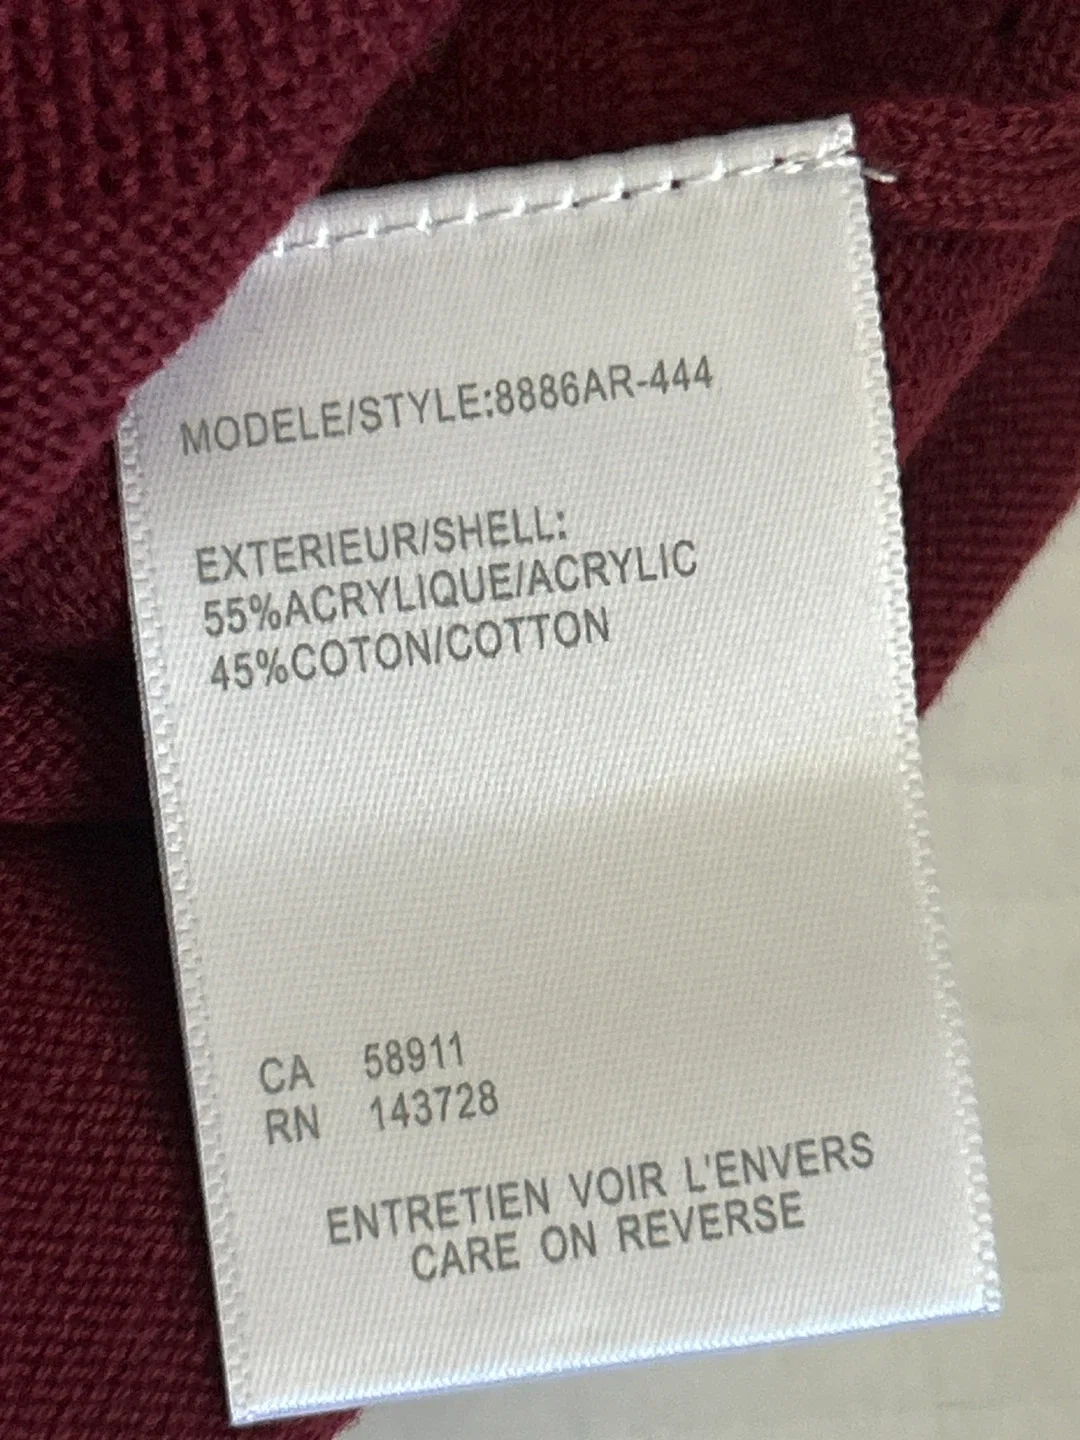 MODELE/STYLE:8886AR-444
EXTERIEUR/SHELL:
55%ACRYLIQUE/ACRYLIC
45%COTON/COTTON
CA 58911
RN 143728
ENTRETIEN VOIR L'ENVERS
CARE ON REVERSE